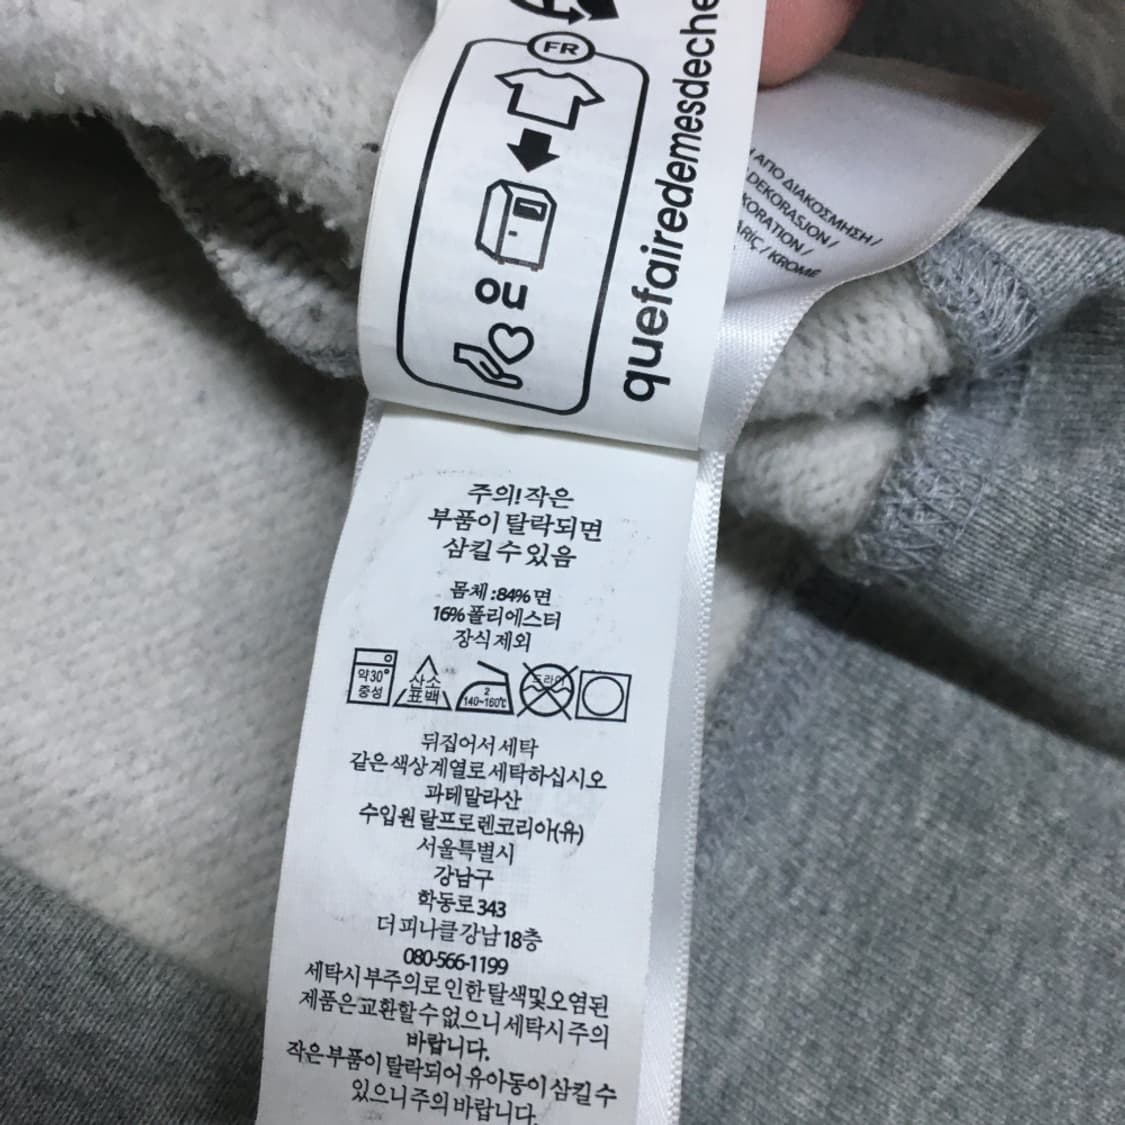 FR
ou
quefairedemesdeche
ΑΠΟ ΔΙΑΚΟΣΜΗΣΗ /
DEKORASJON /
KORATION /
ARIÇ / KROME
주의! 작은
부품이 탈락되면
삼킬 수 있음
몸체 : 84% 면
16% 폴리에스터
장식 제외
약30°
중성
산소
표백
2
140~160℃
드라이
뒤집어서 세탁
같은 색상 계열로 세탁하십시오
과테말라산
수입원 랄프로렌코리아(유)
서울특별시
강남구
학동로 343
더 피나클 강남 18층
080-566-1199
세탁시 부주의로 인한 탈색및 오염된
제품은 교환할 수 없으니 세탁시 주의
바랍니다.
작은 부품이 탈락되어 유아동이 삼킬 수
있으니 주의 바랍니다.